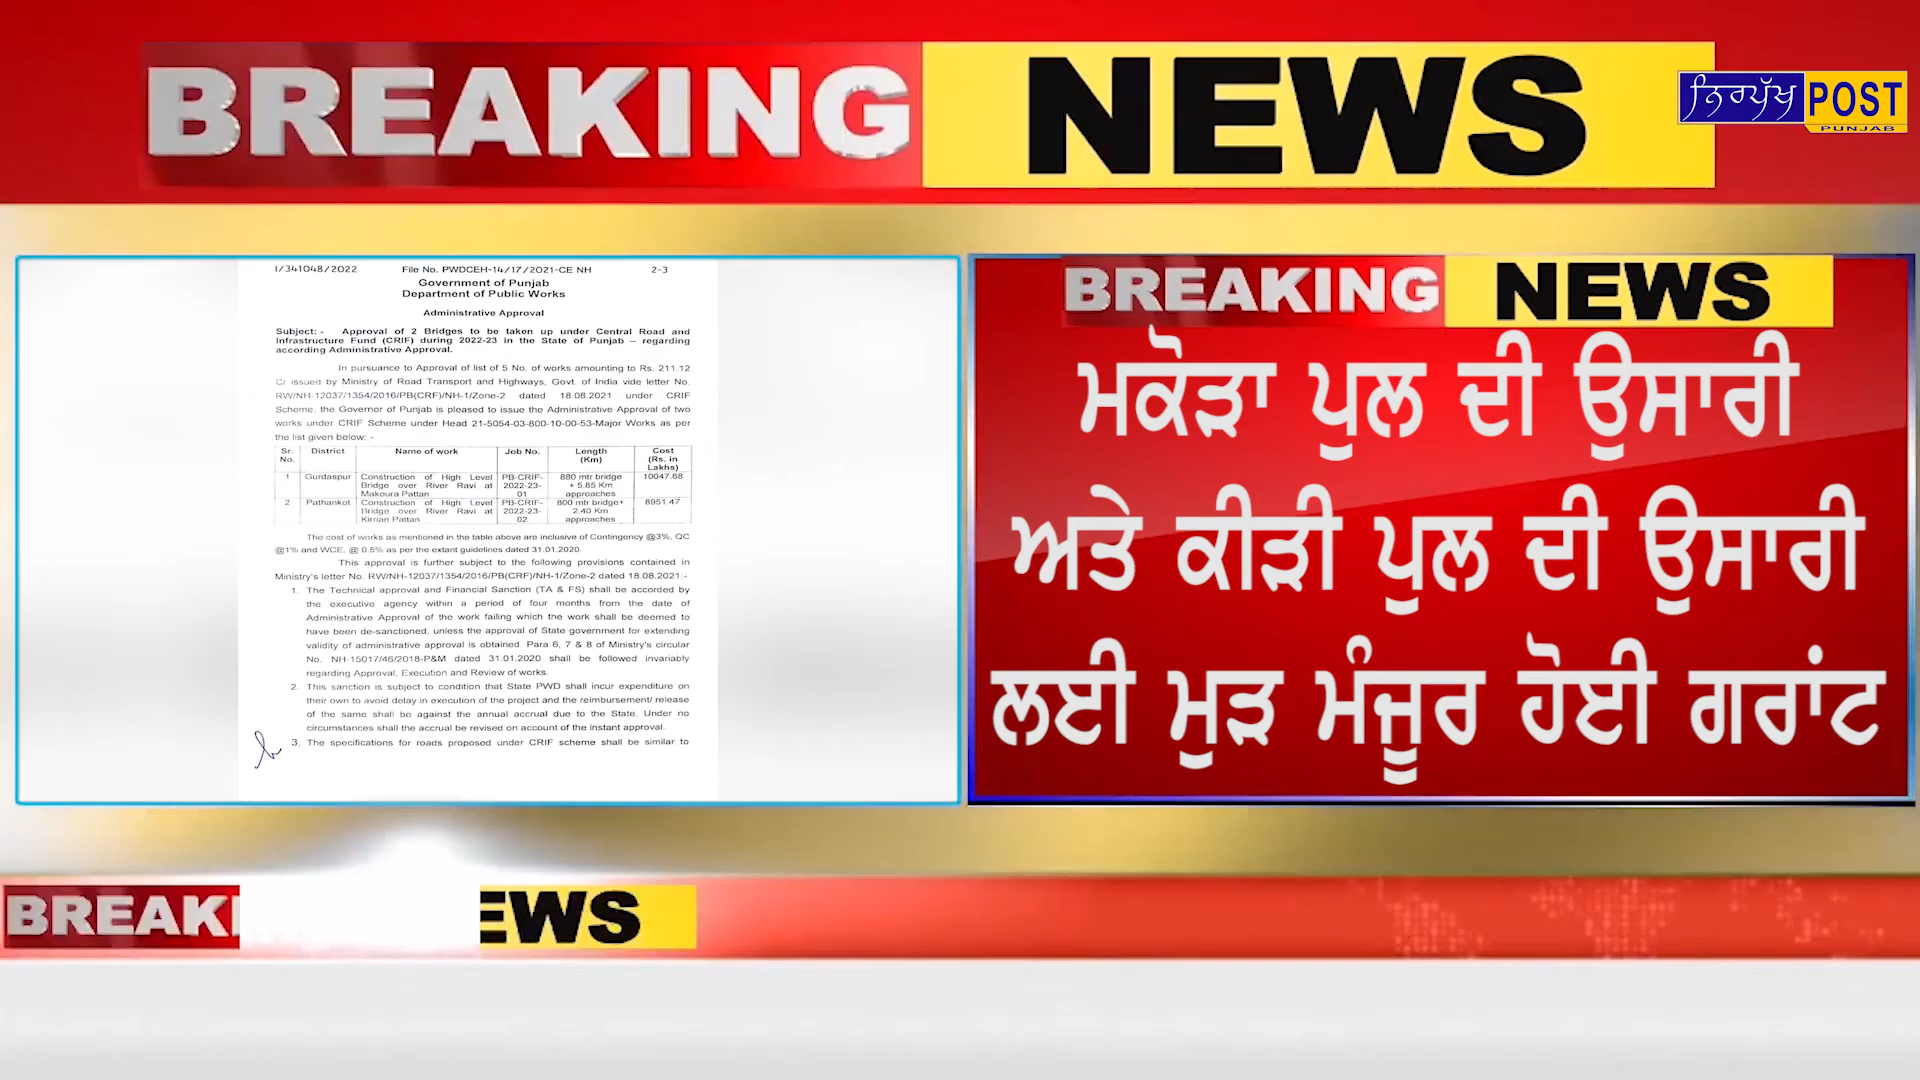 BREAKING NEWS
ਨਿਰਪੱਖ POST
PUNJAB
I/341048/2022 File No. PWDCEH-14/17/2021-CE NH 2-3
Government of Punjab
Department of Public Works
Administrative Approval
Subject: - Approval of 2 Bridges to be taken up under Central Road and
Infrastructure Fund (CRIF) during 2022-23 in the State of Punjab – regarding
according Administrative Approval.
In pursuance to Approval of list of 5 No. of works amounting to Rs. 211.12
Cr issued by Ministry of Road Transport and Highways, Govt. of India vide letter No.
RW/NH-12037/1354/2016/PB(CRF)/NH-1/Zone-2 dated 18.08.2021 under CRIF
Scheme, the Governor of Punjab is pleased to issue the Administrative Approval of two
works under CRIF Scheme under Head 21-5054-03-800-10-00-53-Major Works as per
the list given below: -
Sr. No. District Name of work Job No. Length (Km) Cost (Rs. in Lakhs)
1 Gurdaspur Construction of High Level Bridge over River Ravi at Makoura Pattan PB-CRIF-2022-23-01 880 mtr bridge + 5.85 Km approaches 10047.68
2 Pathankot Construction of High Level Bridge over River Ravi at Kirrian Pattan PB-CRIF-2022-23-02 800 mtr bridge+ 2.40 Km approaches 8951.47
The cost of works as mentioned in the table above are inclusive of Contingency @3%, QC
@1% and WCE, @ 0.5% as per the extant guidelines dated 31.01.2020.
This approval is further subject to the following provisions contained in
Ministry's letter No. RW/NH-12037/1354/2016/PB(CRF)/NH-1/Zone-2 dated 18.08.2021:-
1. The Technical approval and Financial Sanction (TA & FS) shall be accorded by
the executive agency within a period of four months from the date of
Administrative Approval of the work failing which the work shall be deemed to
have been de-sanctioned, unless the approval of State government for extending
validity of administrative approval is obtained. Para 6, 7 & 8 of Ministry's circular
No. NH-15017/46/2018-P&M dated 31.01.2020 shall be followed invariably
regarding Approval, Execution and Review of works.
2. This sanction is subject to condition that State PWD shall incur expenditure on
their own to avoid delay in execution of the project and the reimbursement/ release
of the same shall be against the annual accrual due to the State. Under no
circumstances shall the accrual be revised on account of the instant approval.
3. The specifications for roads proposed under CRIF scheme shall be similar to
BREAKING NEWS
ਮਕੋੜਾ ਪੁਲ ਦੀ ਉਸਾਰੀ
ਅਤੇ ਕੀੜੀ ਪੁਲ ਦੀ ਉਸਾਰੀ
ਲਈ ਮੁੜ ਮੰਜੂਰ ਹੋਈ ਗਰਾਂਟ
BREAKI EWS